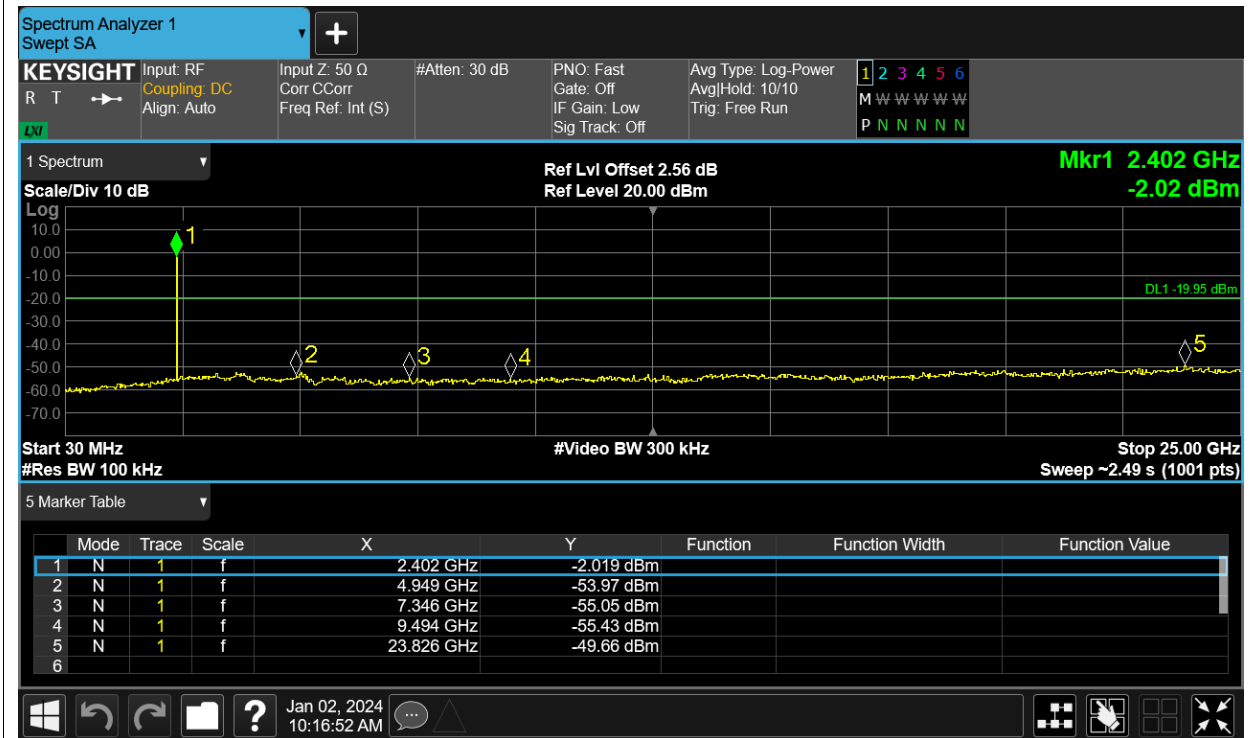 Spectrum Analyzer 1
Swept SA
KEYSIGHT
R T
LXI
Input: RF
Coupling: DC
Align: Auto
Input Z: 50 Ω
Corr CCorr
Freq Ref: Int (S)
#Atten: 30 dB
PNO: Fast
Gate: Off
IF Gain: Low
Sig Track: Off
Avg Type: Log-Power
Avg|Hold: 10/10
Trig: Free Run
1 2 3 4 5 6
M W W W W W
P N N N N N
1 Spectrum
Scale/Div 10 dB
Ref Lvl Offset 2.56 dB
Ref Level 20.00 dBm
Mkr1 2.402 GHz
-2.02 dBm
Log
10.0
0.00
-10.0
-20.0
-30.0
-40.0
-50.0
-60.0
-70.0
1
2
3
4
5
DL1 -19.95 dBm
Start 30 MHz
#Video BW 300 kHz
Stop 25.00 GHz
#Res BW 100 kHz
Sweep ~2.49 s (1001 pts)
5 Marker Table
Mode Trace Scale X Y Function Function Width Function Value
1 N 1 f 2.402 GHz -2.019 dBm
2 N 1 f 4.949 GHz -53.97 dBm
3 N 1 f 7.346 GHz -55.05 dBm
4 N 1 f 9.494 GHz -55.43 dBm
5 N 1 f 23.826 GHz -49.66 dBm
6
?
Jan 02, 2024
10:16:52 AM